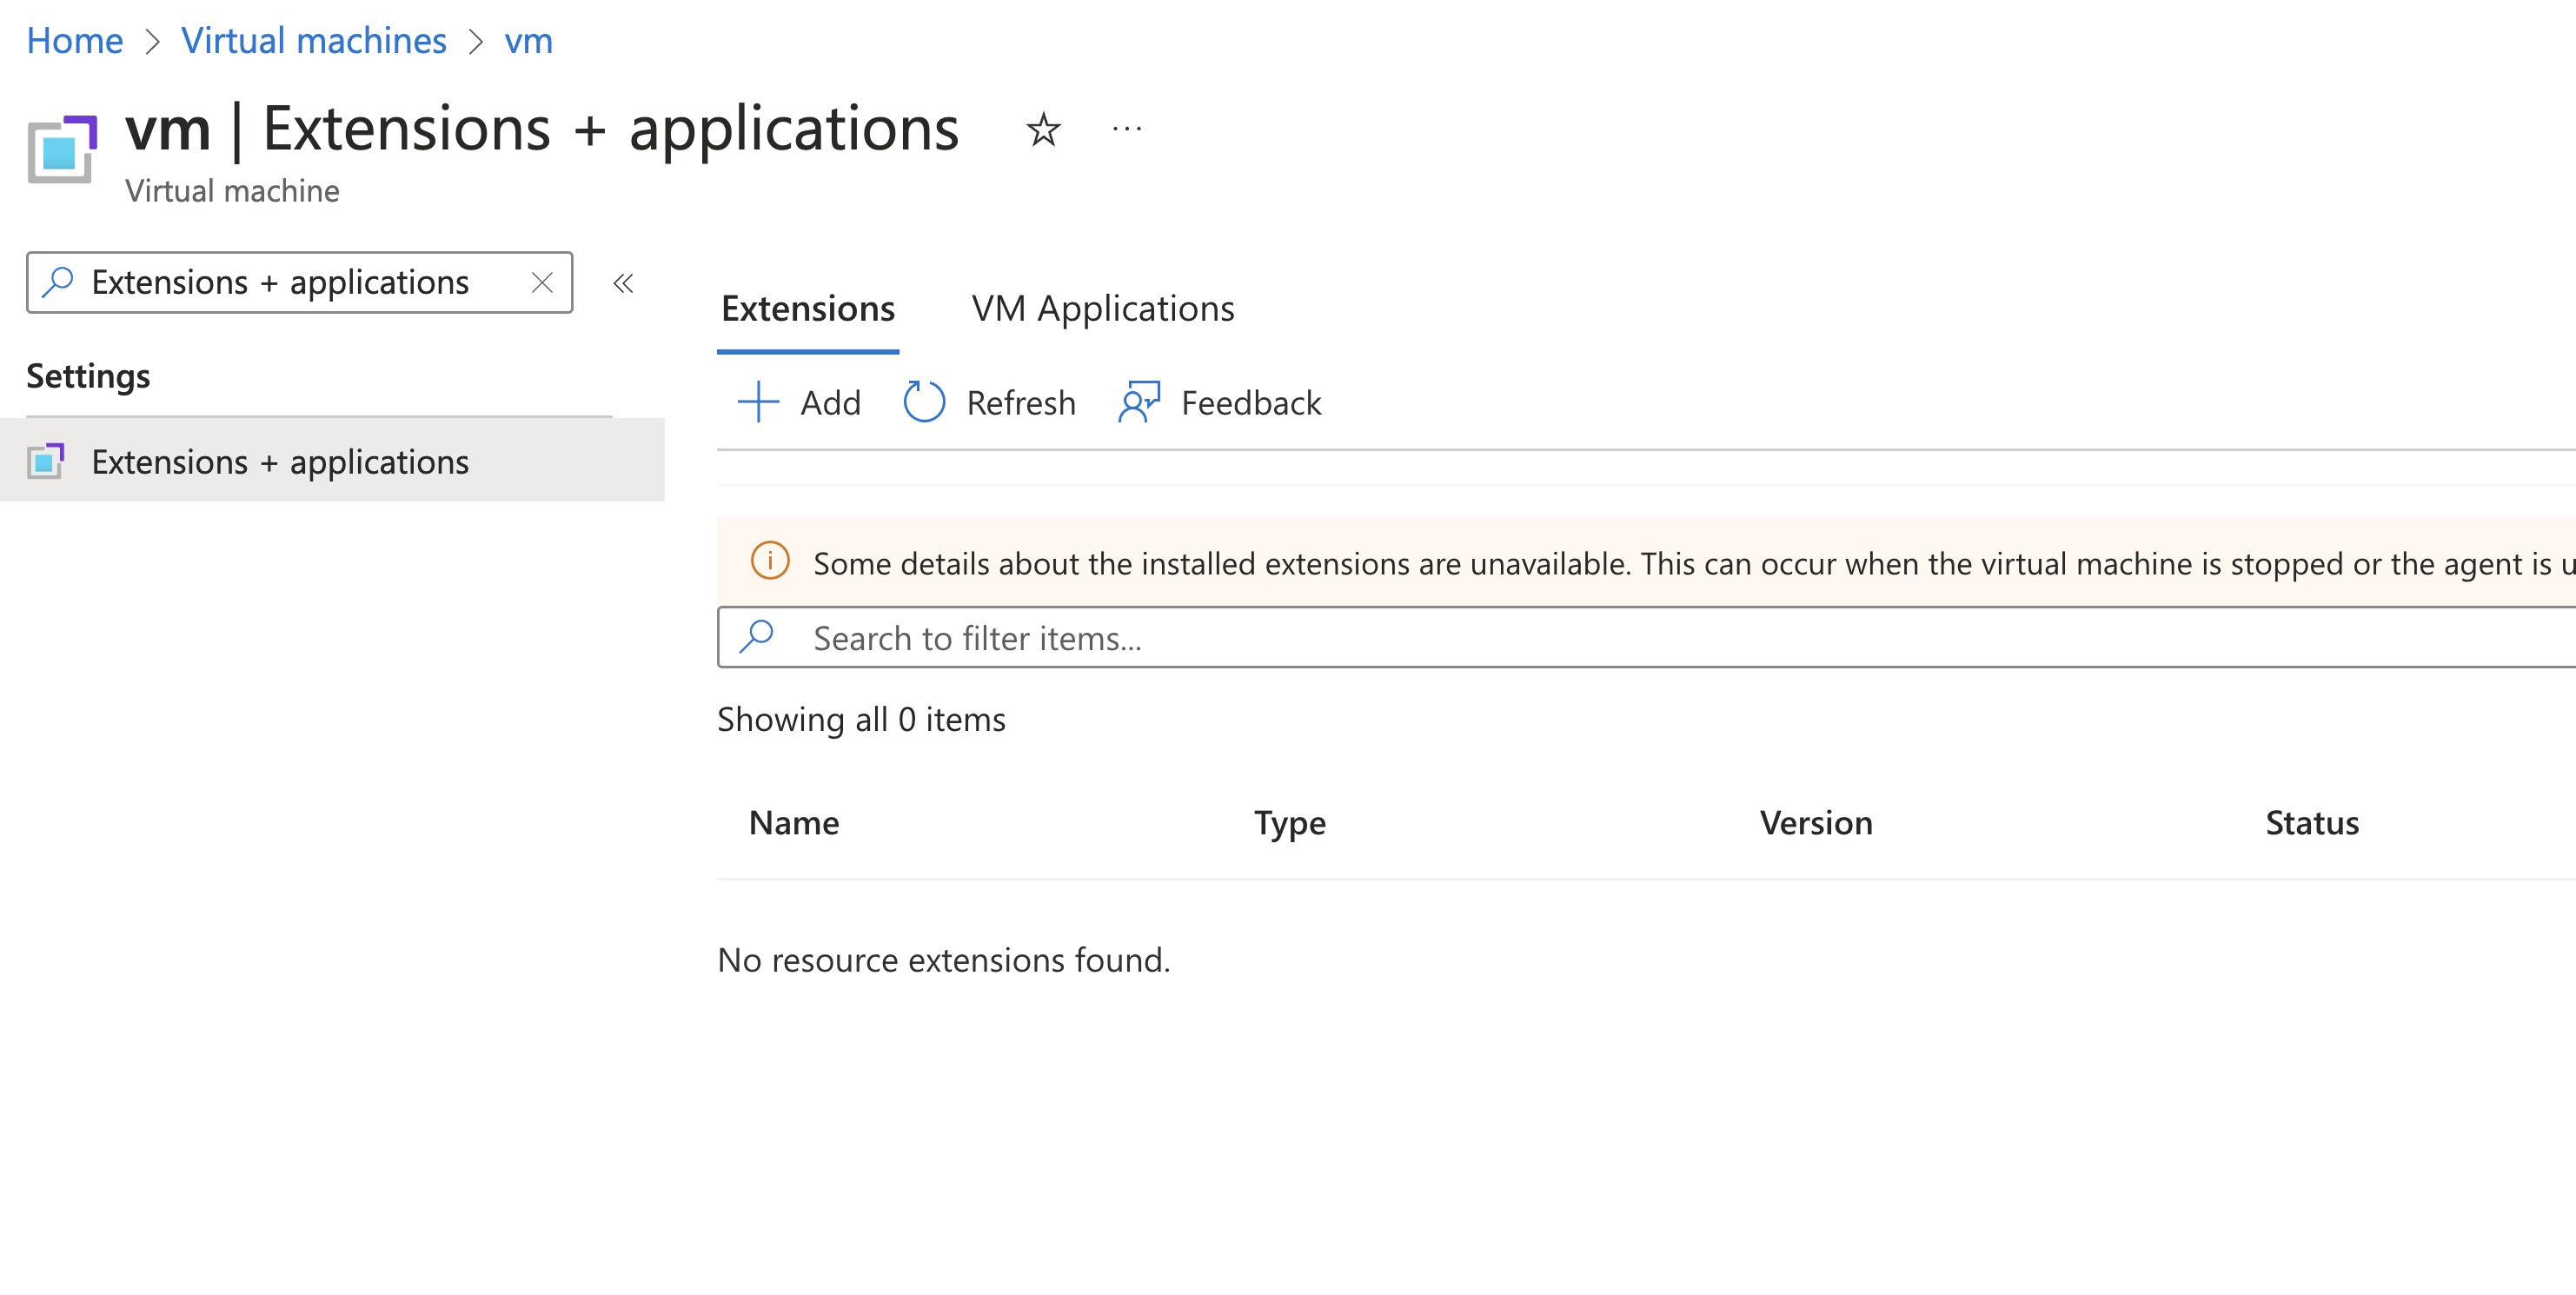 Home > Virtual machines > vm
vm | Extensions + applications
Virtual machine
Extensions + applications
Settings
Extensions + applications
Extensions VM Applications
Add Refresh Feedback
Some details about the installed extensions are unavailable. This can occur when the virtual machine is stopped or the agent is
Search to filter items...
Showing all 0 items
Name Type Version Status
No resource extensions found.